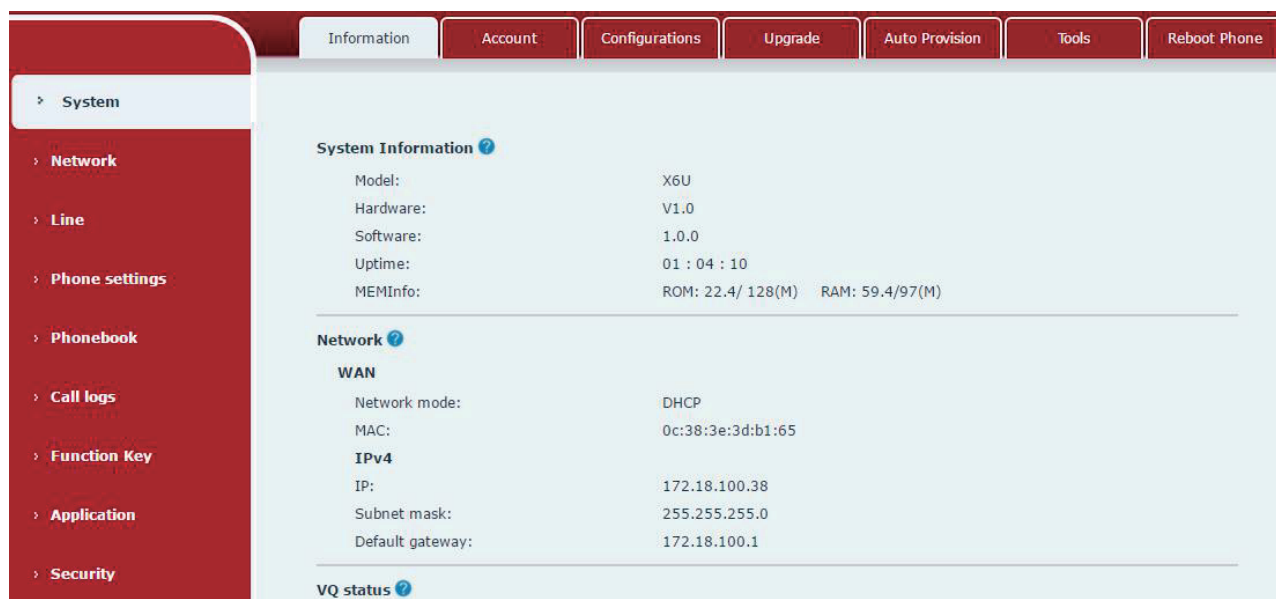 Information Account Configurations Upgrade Auto Provision Tools Reboot Phone
System
Network
Line
Phone settings
Phonebook
Call logs
Function Key
Application
Security
System Information
Model: X6U
Hardware: V1.0
Software: 1.0.0
Uptime: 01 : 04 : 10
MEMInfo: ROM: 22.4/ 128(M) RAM: 59.4/97(M)
Network
WAN
Network mode: DHCP
MAC: 0c:38:3e:3d:b1:65
IPv4
IP: 172.18.100.38
Subnet mask: 255.255.255.0
Default gateway: 172.18.100.1
VQ status